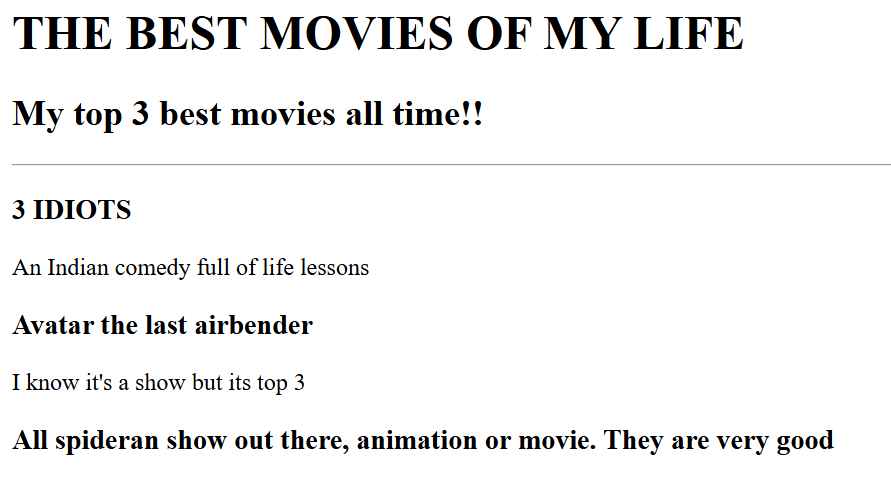 THE BEST MOVIES OF MY LIFE
My top 3 best movies all time!!
3 IDIOTS
An Indian comedy full of life lessons
Avatar the last airbender
I know it's a show but its top 3
All spideran show out there, animation or movie. They are very good